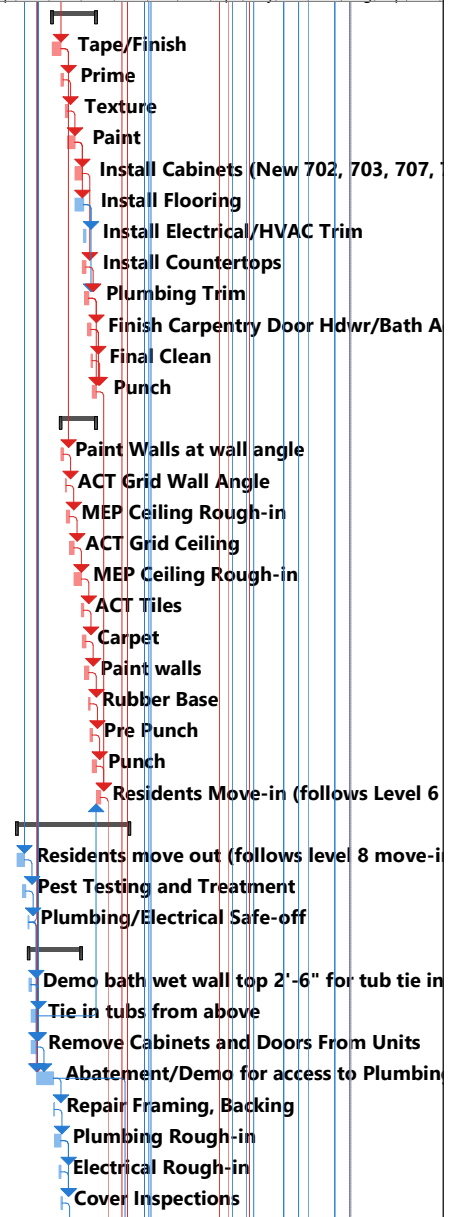 Tape/Finish
Prime
Texture
Paint
Install Cabinets (New 702, 703, 707,
Install Flooring
Install Electrical/HVAC Trim
Install Countertops
Plumbing Trim
Finish Carpentry Door Hdwr/Bath A
Final Clean
Punch
Paint Walls at wall angle
ACT Grid Wall Angle
MEP Ceiling Rough-in
ACT Grid Ceiling
MEP Ceiling Rough-in
ACT Tiles
Carpet
Paint walls
Rubber Base
Pre Punch
Punch
Residents Move-in (follows Level 6
Residents move out (follows level 8 move-i
Pest Testing and Treatment
Plumbing/Electrical Safe-off
Demo bath wet wall top 2'-6" for tub tie in
Tie in tubs from above
Remove Cabinets and Doors From Units
Abatement/Demo for access to Plumbing
Repair Framing, Backing
Plumbing Rough-in
Electrical Rough-in
Cover Inspections